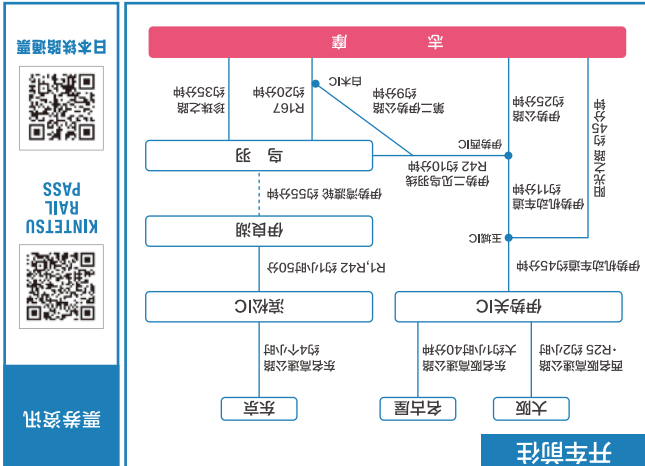 开车前往
大阪
名古屋
东京
西名阪高速公路
·R25 约2小时
东名阪高速公路
大约1小时40分钟
东名高速公路
约4个小时
伊势关IC
浜松IC
伊势机动车道约45分钟
R1,R42 约1小时50分
玉城IC
伊良湖
伊势机动车道
约11分钟
伊势湾渡轮 约55分钟
阳光之路 约45分钟
伊势二见鸟羽线
R42 约10分钟
伊势西IC
鸟羽
伊势公路
约25分钟
第二伊势公路
约9分钟
白木IC
R167
约20分钟
珍珠之路
约35分钟
志摩
票券资讯
KINTETSU
RAIL
PASS
日本铁路通票